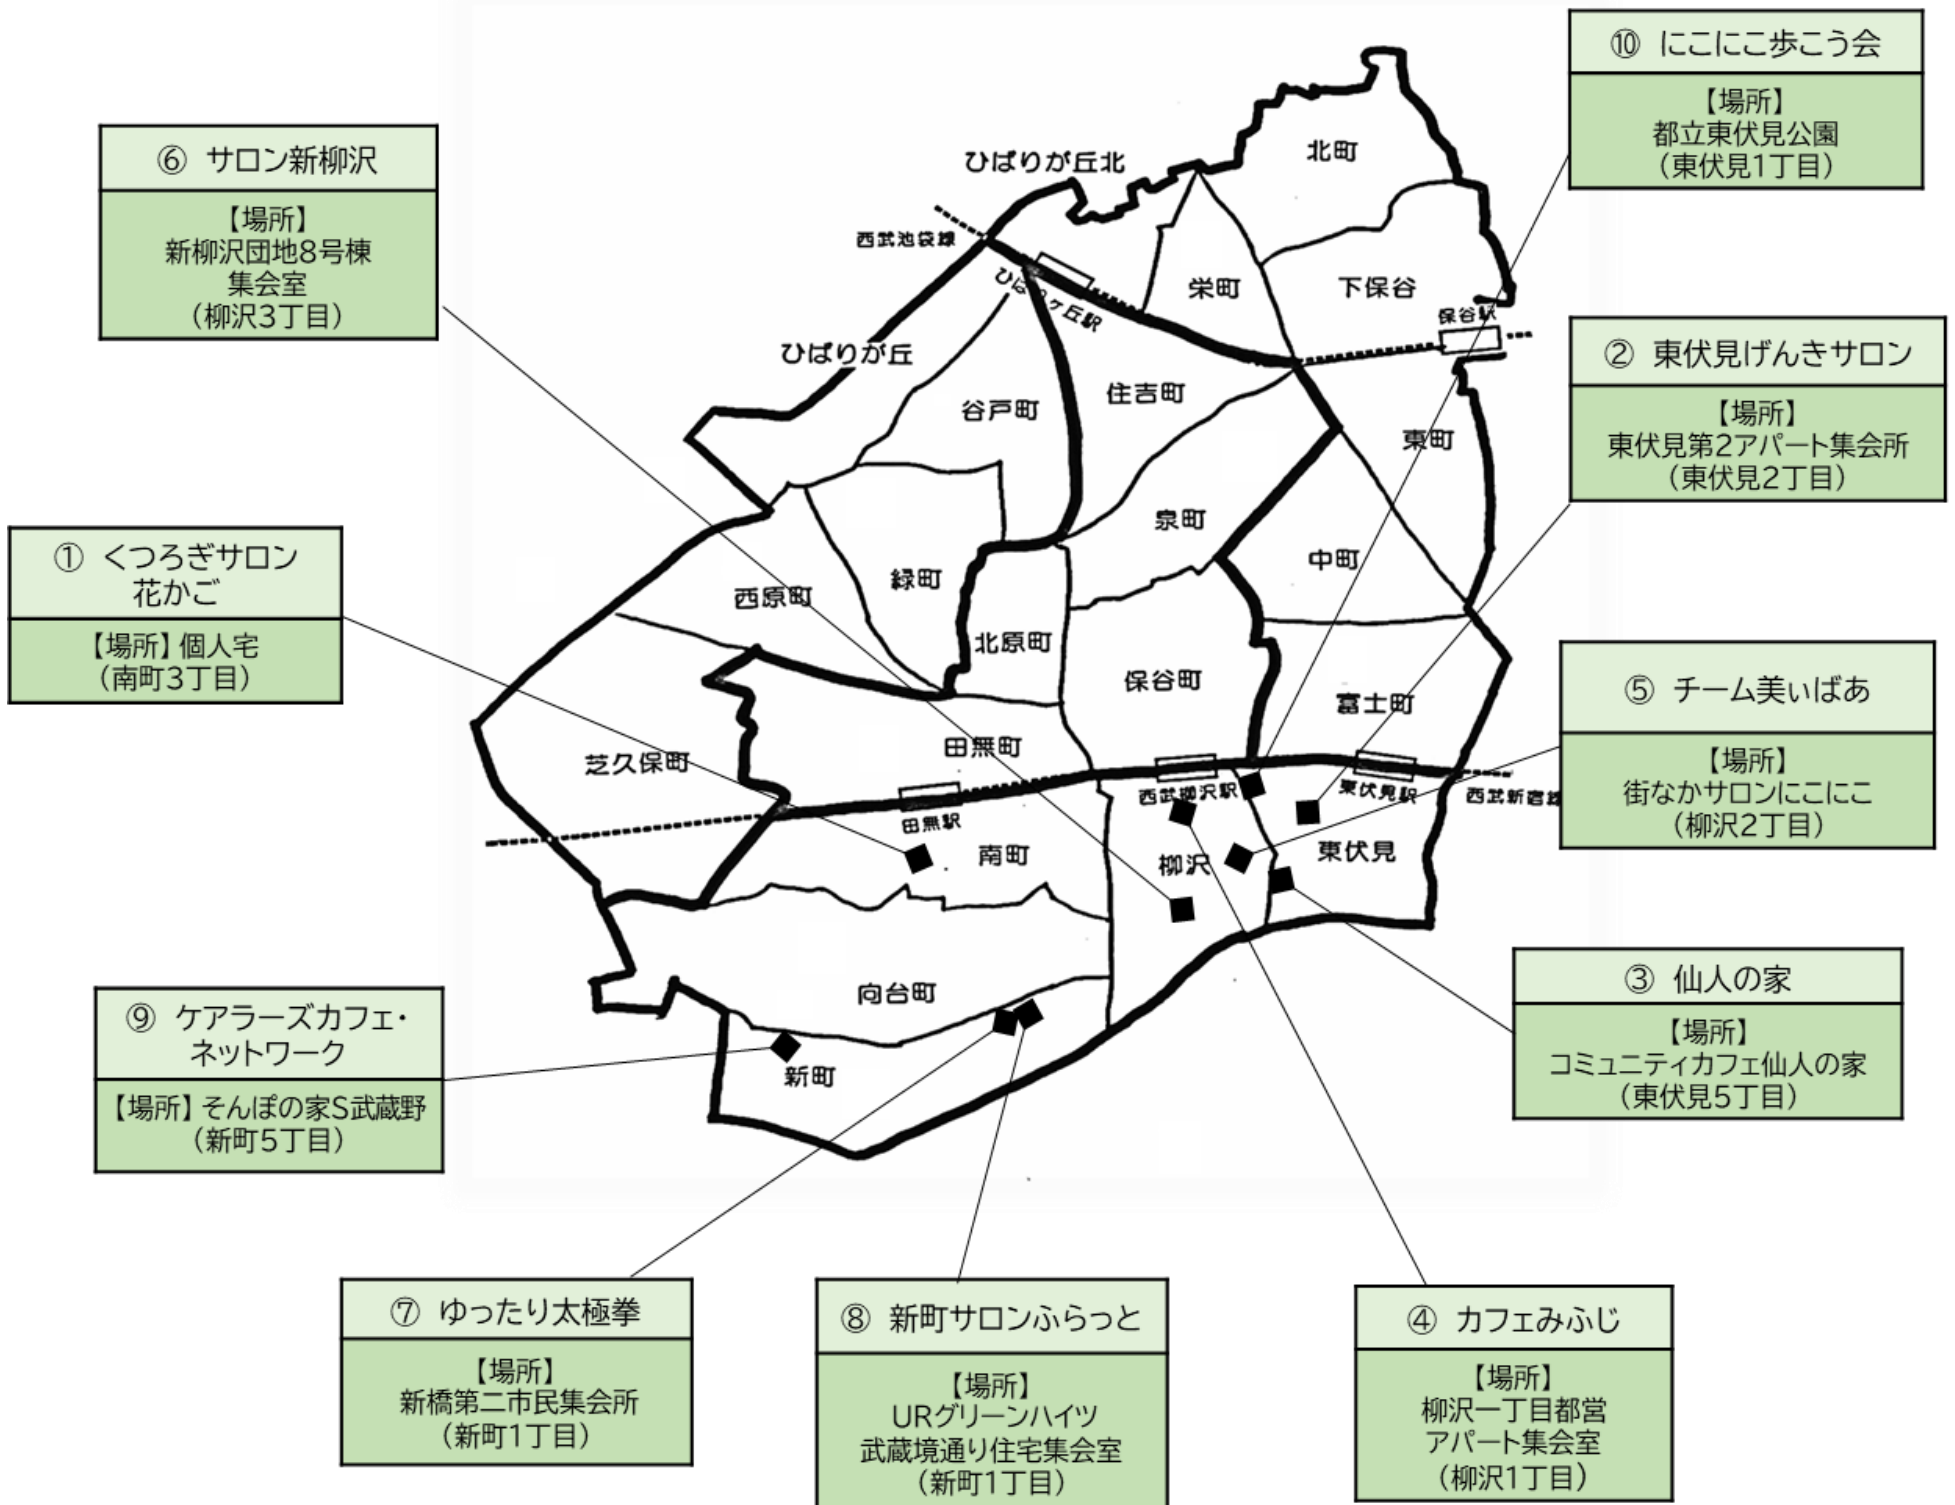 ⑩ にこにこ歩こう会
【場所】
都立東伏見公園
（東伏見1丁目）
⑥ サロン新柳沢
【場所】
新柳沢団地8号棟
集会室
（柳沢3丁目）
② 東伏見げんきサロン
【場所】
東伏見第2アパート集会所
（東伏見2丁目）
① くつろぎサロン
花かご
【場所】個人宅
（南町3丁目）
⑤ チーム美ぃばあ
【場所】
街なかサロンにこにこ
（柳沢2丁目）
③ 仙人の家
【場所】
コミュニティカフェ仙人の家
（東伏見5丁目）
⑨ ケアラーズカフェ・
ネットワーク
【場所】そんぽの家S武蔵野
（新町5丁目）
⑦ ゆったり太極拳
【場所】
新橋第二市民集会所
（新町1丁目）
⑧ 新町サロンふらっと
【場所】
URグリーンハイツ
武蔵境通り住宅集会室
（新町1丁目）
④ カフェみふじ
【場所】
柳沢一丁目都営
アパート集会室
（柳沢1丁目）
北町
ひばりが丘北
西武池袋線
ひばりヶ丘駅
栄町
下保谷
保谷駅
ひばりが丘
谷戸町
住吉町
東町
泉町
中町
西原町
緑町
北原町
保谷町
富士町
田無町
芝久保町
西武柳沢駅
東伏見駅
西武新宿線
田無駅
南町
柳沢
東伏見
向台町
新町